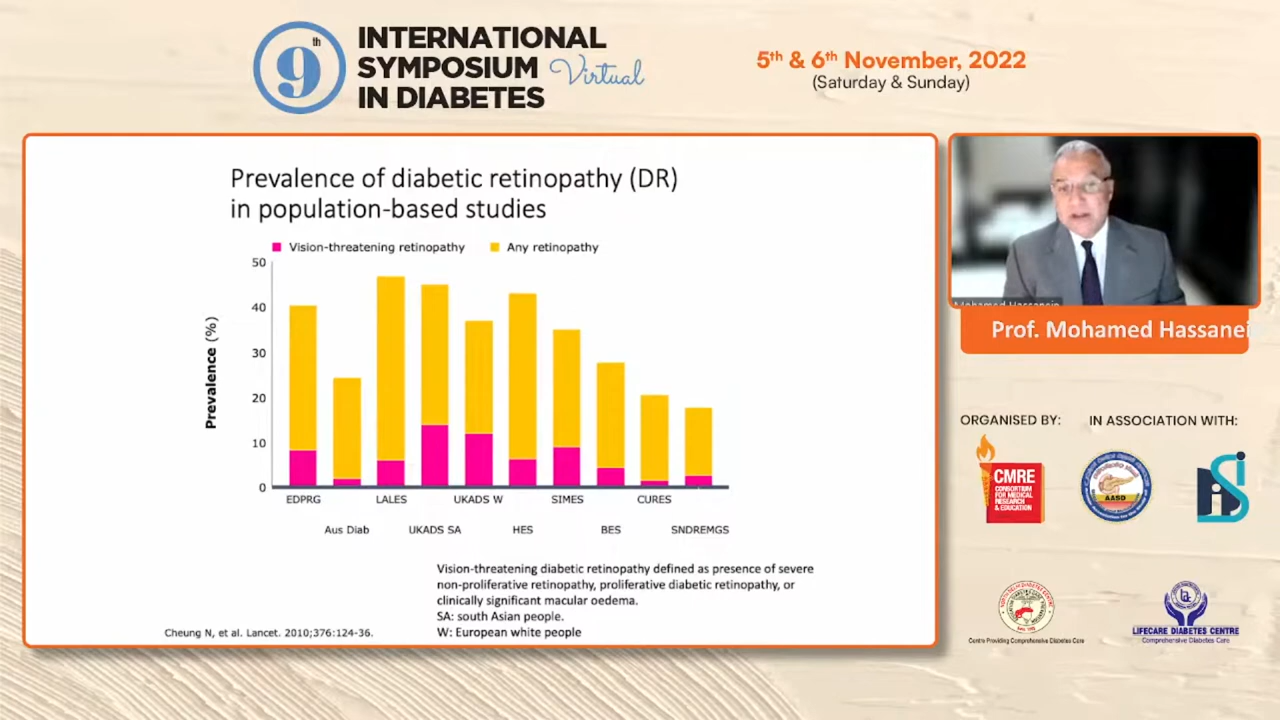 9th
INTERNATIONAL
SYMPOSIUM Virtual
IN DIABETES
5th & 6th November, 2022
(Saturday & Sunday)
Prevalence of diabetic retinopathy (DR)
in population-based studies
Vision-threatening retinopathy
Any retinopathy
Prevalence (%)
50
40
30
20
10
0
EDPRG
LALES
UKADS W
SIMES
CURES
Aus Diab
UKADS SA
HES
BES
SNDREMGS
Vision-threatening diabetic retinopathy defined as presence of severe
non-proliferative retinopathy, proliferative diabetic retinopathy, or
clinically significant macular oedema.
SA: south Asian people.
W: European white people
Cheung N, et al. Lancet. 2010;376:124-36.
Mohamed Hassanein
Prof. Mohamed Hassanei
ORGANISED BY:
IN ASSOCIATION WITH:
CMRE
CONSORTIUM
FOR MEDICAL
RESEARCH
& EDUCATION
AASD
Centre Providing Comprehensive Diabetes Care
LIFECARE DIABETES CENTRE
Comprehensive Diabetes Care